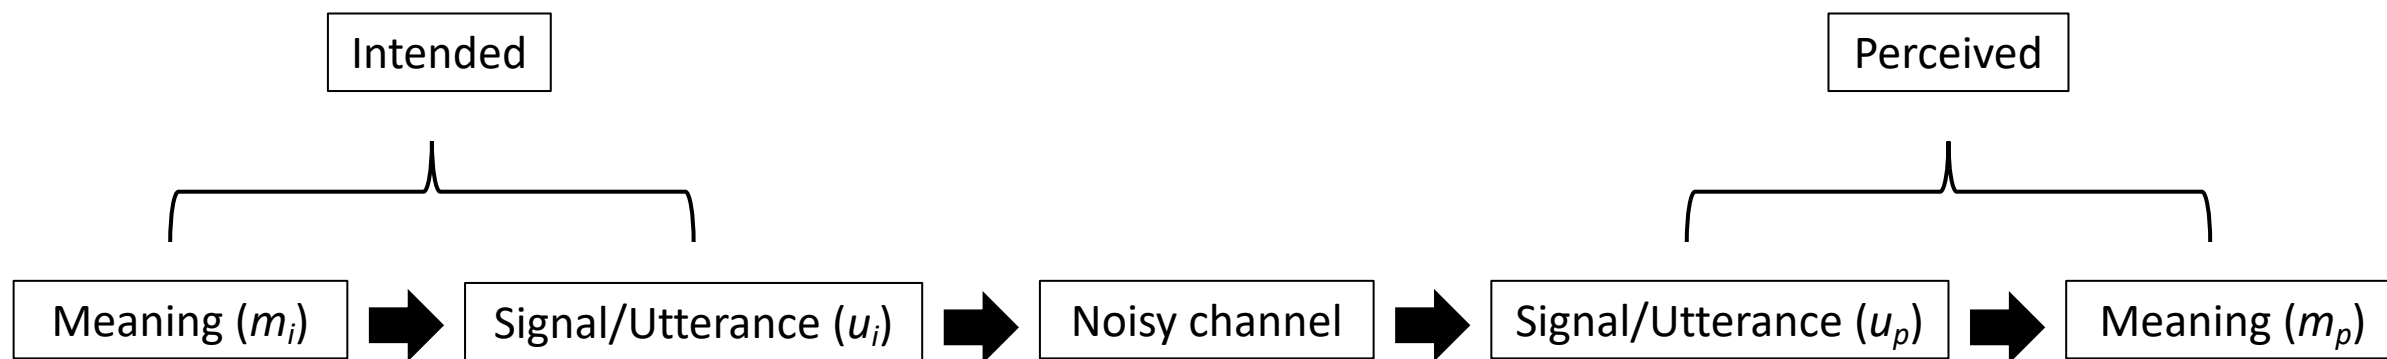 Intended
Perceived
Meaning (mi)
Signal/Utterance (ui)
Noisy channel
Signal/Utterance (up)
Meaning (mp)